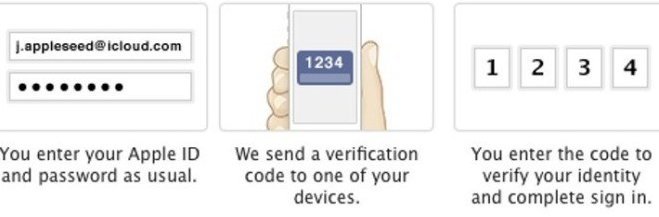 j.appleseed@icloud.com
1234
1 2 3 4
You enter your Apple ID
and password as usual.
We send a verification
code to one of your
devices.
You enter the code to
verify your identity
and complete sign in.